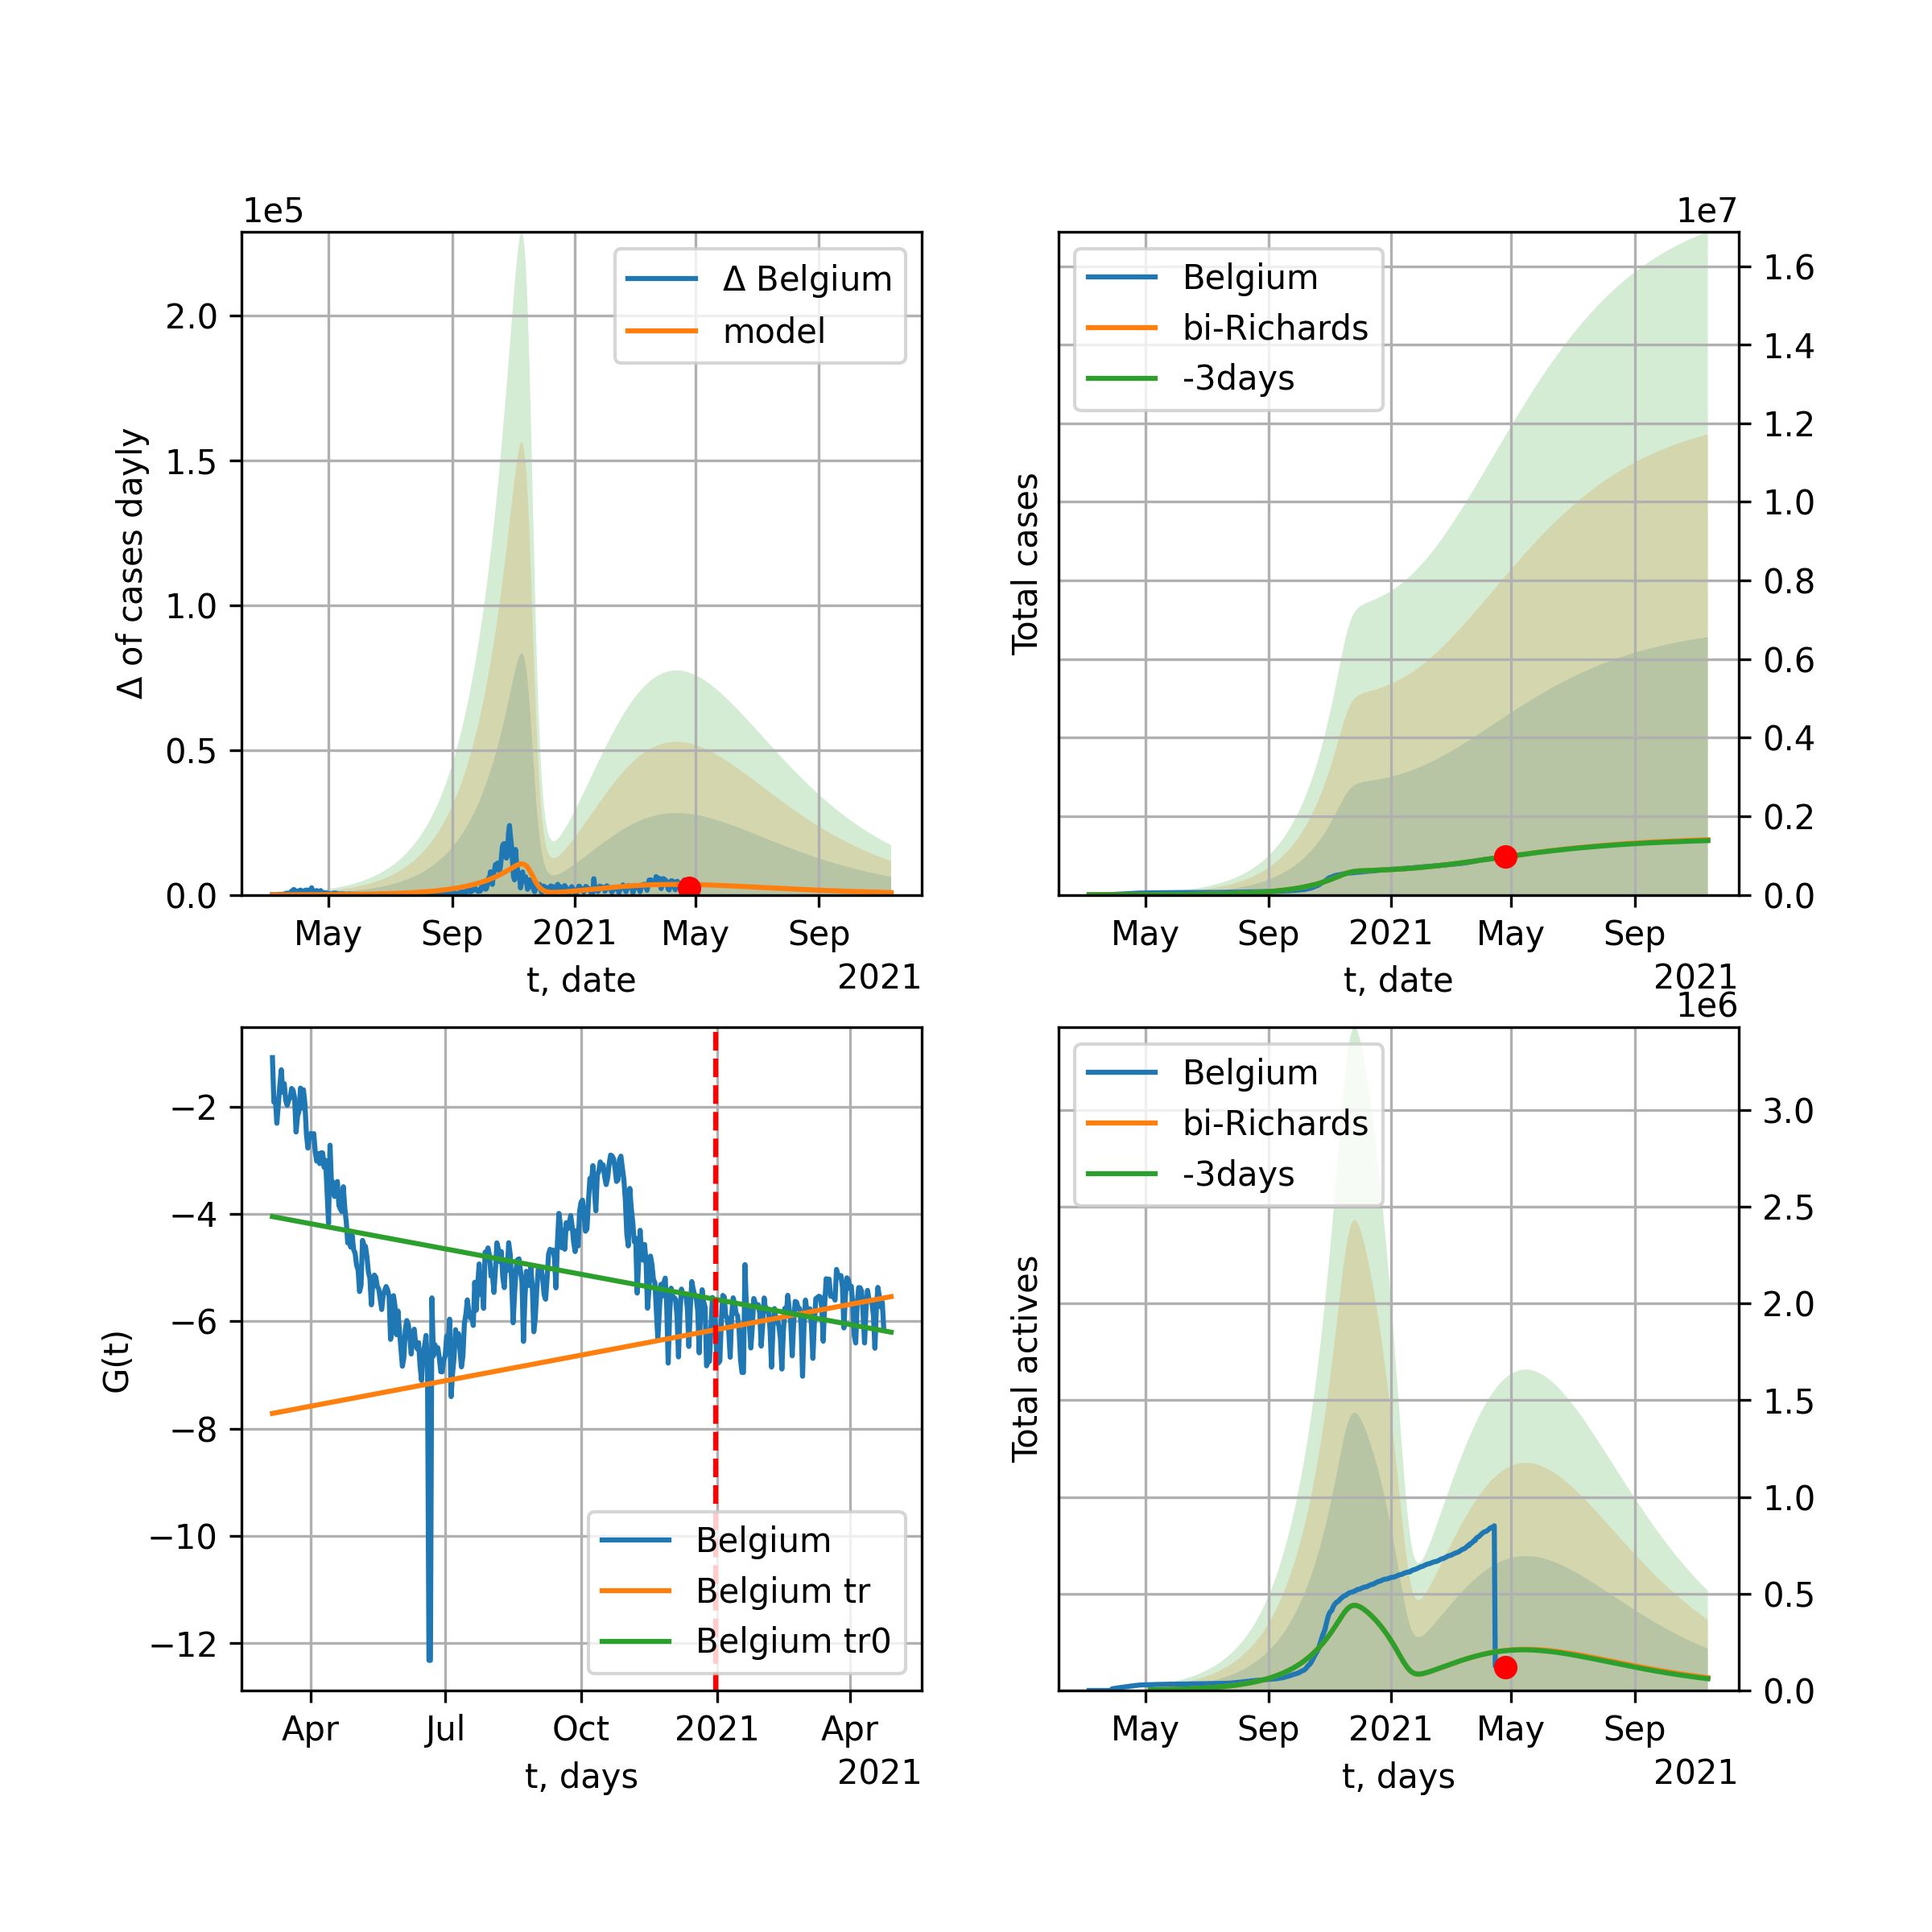 1e5
2.0
1.5
1.0
0.5
0.0
Δ of cases dayly
Δ Belgium
model
May Sep 2021 May Sep
t, date
2021
1e7
1.6
1.4
1.2
1.0
0.8
0.6
0.4
0.2
0.0
Total cases
Belgium
bi-Richards
-3days
May Sep 2021 May Sep
t, date
2021
−2
−4
−6
−8
−10
−12
G(t)
Belgium
Belgium tr
Belgium tr0
Apr Jul Oct 2021 Apr
t, days
2021
1e6
3.0
2.5
2.0
1.5
1.0
0.5
0.0
Total actives
Belgium
bi-Richards
-3days
May Sep 2021 May Sep
t, days
2021